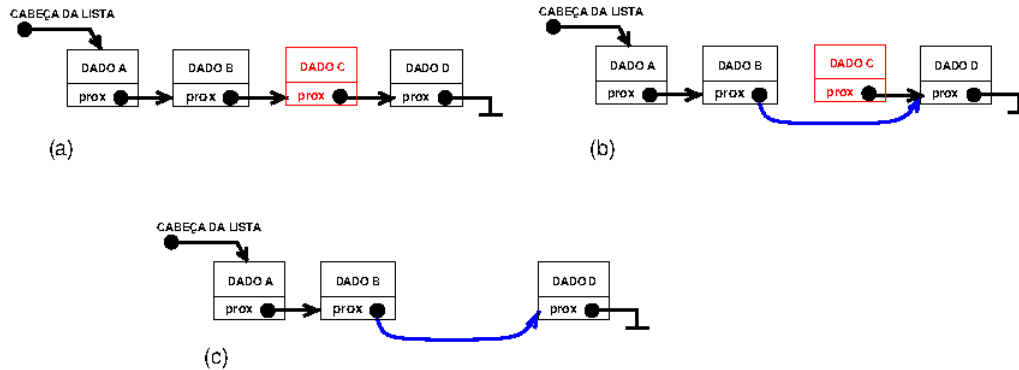 CABEÇA DA LISTA
DADO A DADO B DADO C DADO D
prox prox prox prox
(a)
CABEÇA DA LISTA
DADO A DADO B DADO C DADO D
prox prox prox prox
(b)
CABEÇA DA LISTA
DADO A DADO B DADO D
prox prox prox
(c)